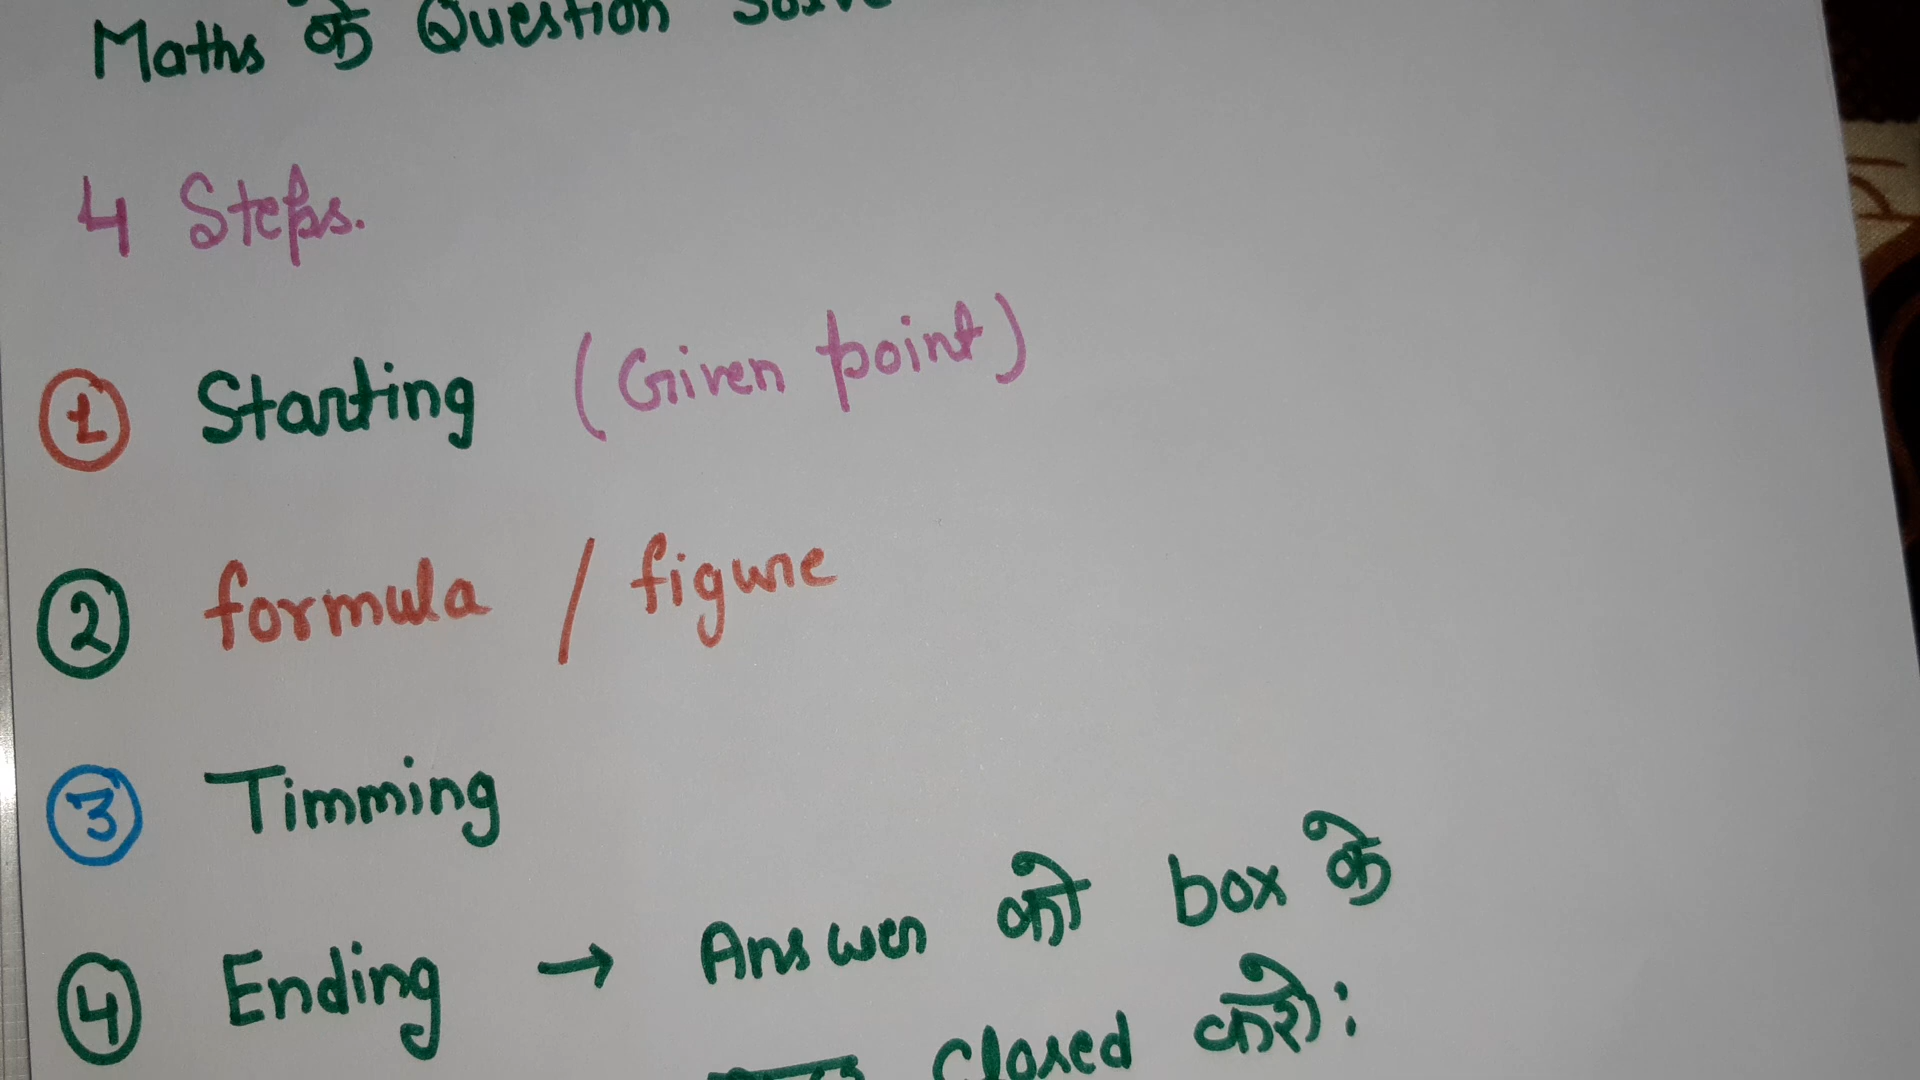 Maths के Question Solve
4 Steps.
1 Starting (Given point)
2 formula / figure
3 Timming
4 Ending → Answer को box के
closed करो: